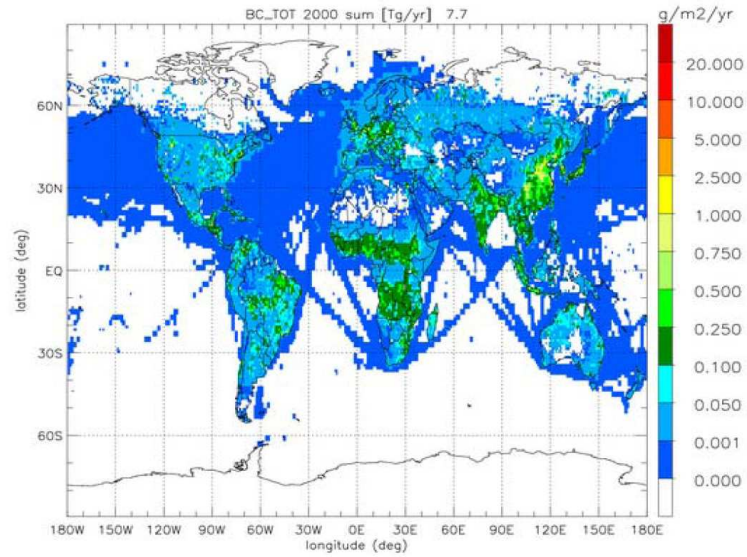 BC_TOT 2000 sum [Tg/yr] 7.7
g/m2/yr
20.000
10.000
5.000
2.500
1.000
0.750
0.500
0.250
0.100
0.050
0.001
0.000
latitude (deg)
60N
30N
EQ
30S
60S
180W 150W 120W 90W 60W 30W 0E 30E 60E 90E 120E 150E 180E
longitude (deg)